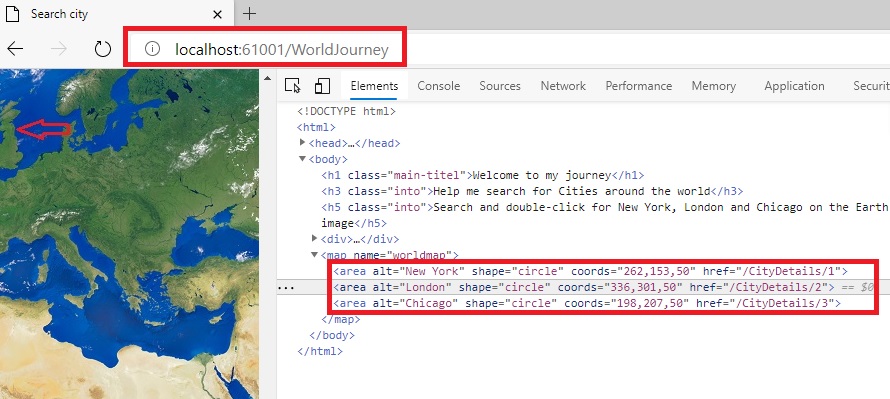 Search city
localhost:61001/WorldJourney
Elements Console Sources Network Performance Memory Application Security
<!DOCTYPE html>
<html>
<head>…</head>
<body>
<h1 class="main-titel">Welcome to my journey</h1>
<h3 class="into">Help me search for Cities around the world</h3>
<h5 class="into">Search and double-click for New York, London and Chicago on the Earth
image</h5>
<div>…</div>
<map name="worldmap">
<area alt="New York" shape="circle" coords="262,153,50" href="/CityDetails/1">
… <area alt="London" shape="circle" coords="336,301,50" href="/CityDetails/2"> == $0
<area alt="Chicago" shape="circle" coords="198,207,50" href="/CityDetails/3">
</map>
</body>
</html>